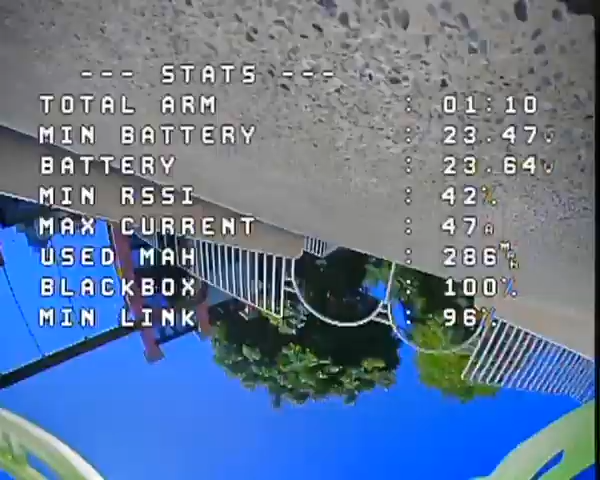 --- STATS ---
TOTAL ARM : 01:10
MIN BATTERY : 23.47V
BATTERY : 23.64V
MIN RSSI : 42%
MAX CURRENT : 47A
USED MAH : 286MAH
BLACKBOX : 100%
MIN LINK : 96%